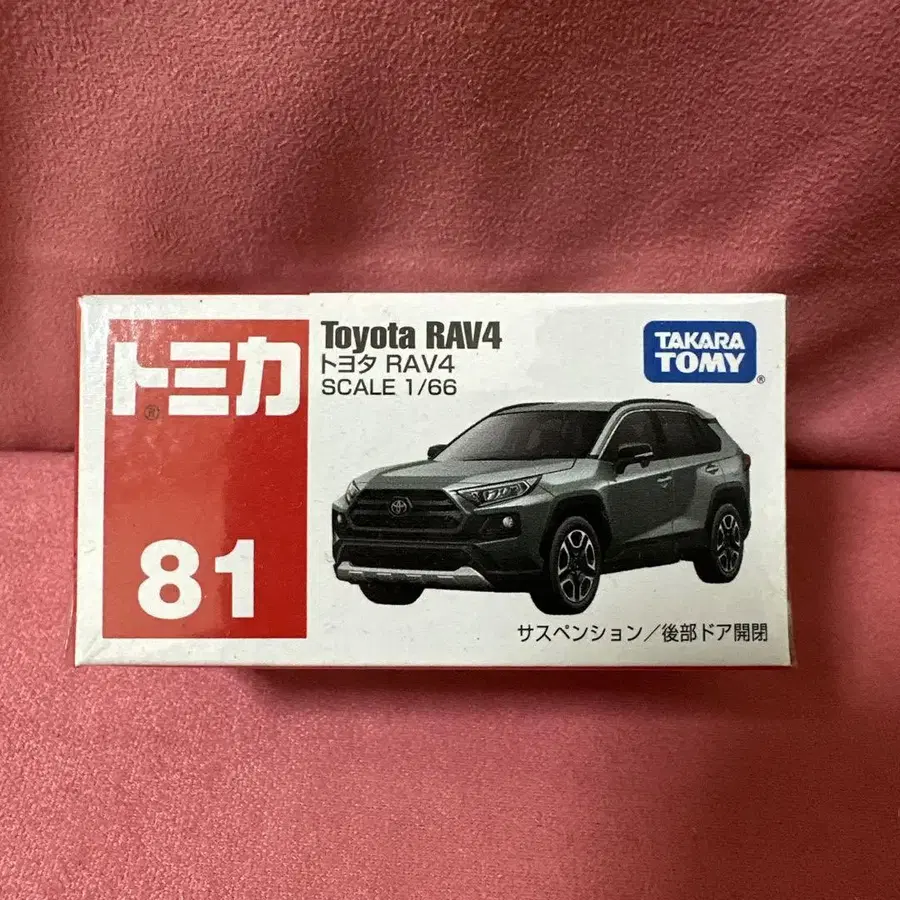 トミカ
®
81
Toyota RAV4
トヨタ RAV4
SCALE 1/66
TAKARA
TOMY
®
サスペンション／後部ドア開閉